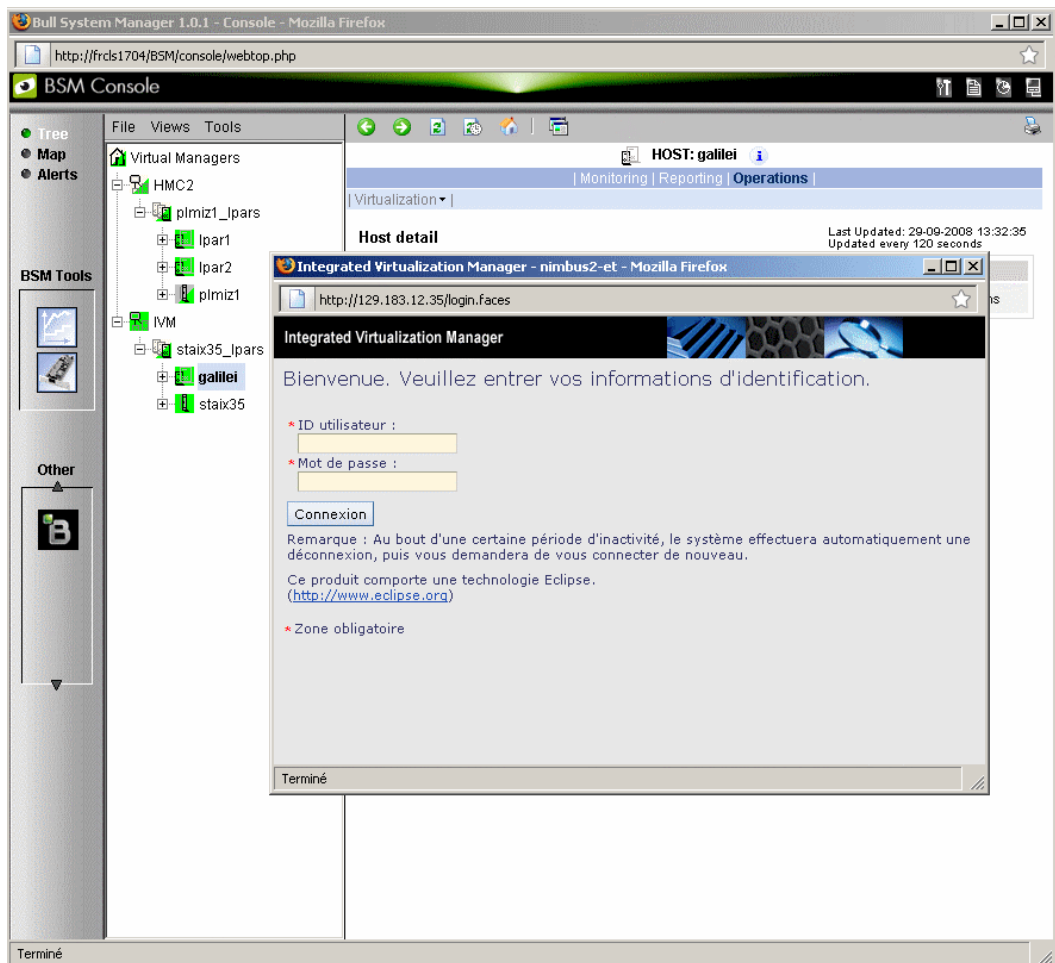 Bull System Manager 1.0.1 - Console - Mozilla Firefox
http://frcls1704/BSM/console/webtop.php
BSM Console
Tree
Map
Alerts
BSM Tools
Other
B
File Views Tools
Virtual Managers
HMC2
plmiz1_lpars
lpar1
lpar2
plmiz1
IVM
staix35_lpars
galilei
staix35
HOST: galilei
| Monitoring | Reporting | Operations |
| Virtualization |
Host detail
Last Updated: 29-09-2008 13:32:35
Updated every 120 seconds
Integrated Virtualization Manager - nimbus2-et - Mozilla Firefox
http://129.183.12.35/login.faces
Integrated Virtualization Manager
Bienvenue. Veuillez entrer vos informations d'identification.
* ID utilisateur :
* Mot de passe :
Connexion
Remarque : Au bout d'une certaine période d'inactivité, le système effectuera automatiquement une
déconnexion, puis vous demandera de vous connecter de nouveau.
Ce produit comporte une technologie Eclipse.
(http://www.eclipse.org)
* Zone obligatoire
Terminé
Terminé